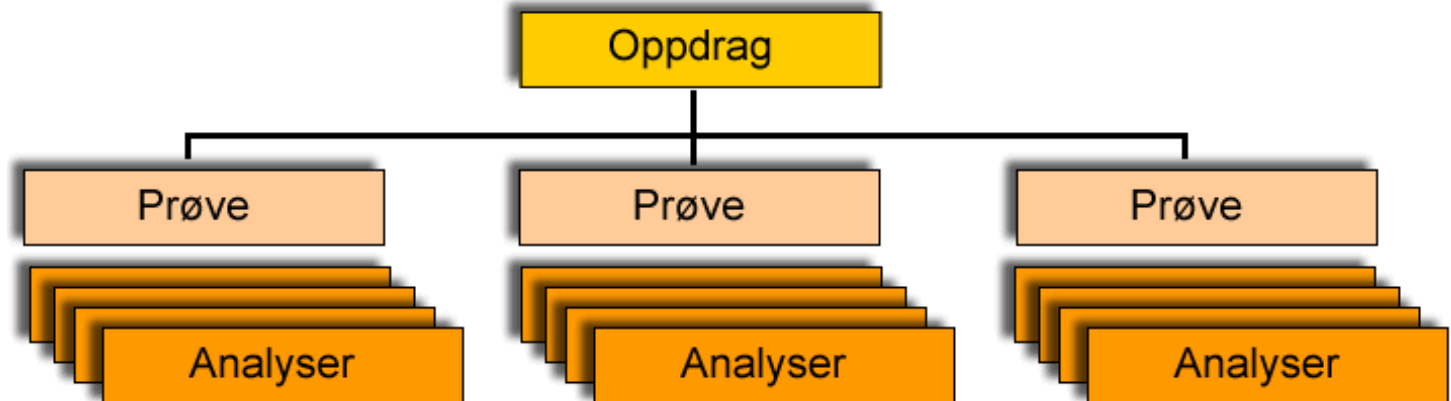 Oppdrag
Prøve
Prøve
Prøve
Analyser
Analyser
Analyser